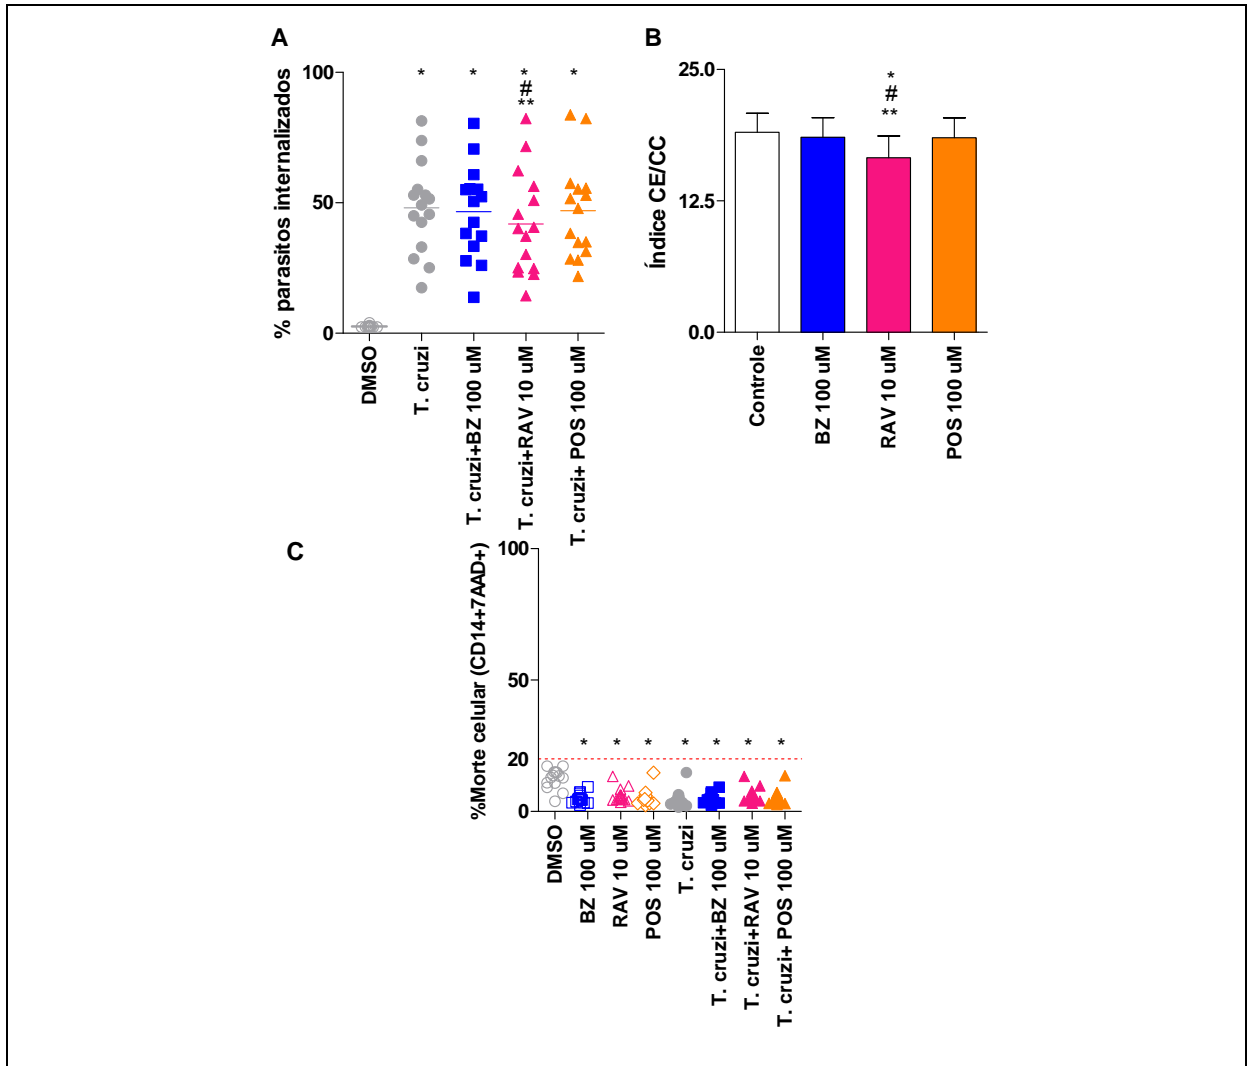 A
% parasitos internalizados
100
50
0
* * * *
#
**
DMSO
T. cruzi
T. cruzi+BZ 100 uM
T. cruzi+RAV 10 uM
T. cruzi+ POS 100 uM
B
Índice CE/CC
25.0
12.5
0.0
*
#
**
Controle
BZ 100 uM
RAV 10 uM
POS 100 uM
C
%Morte celular (CD14+7AAD+)
100
50
20
0
* * * * * * *
DMSO
BZ 100 uM
RAV 10 uM
POS 100 uM
T. cruzi
T. cruzi+BZ 100 uM
T. cruzi+RAV 10 uM
T. cruzi+ POS 100 uM